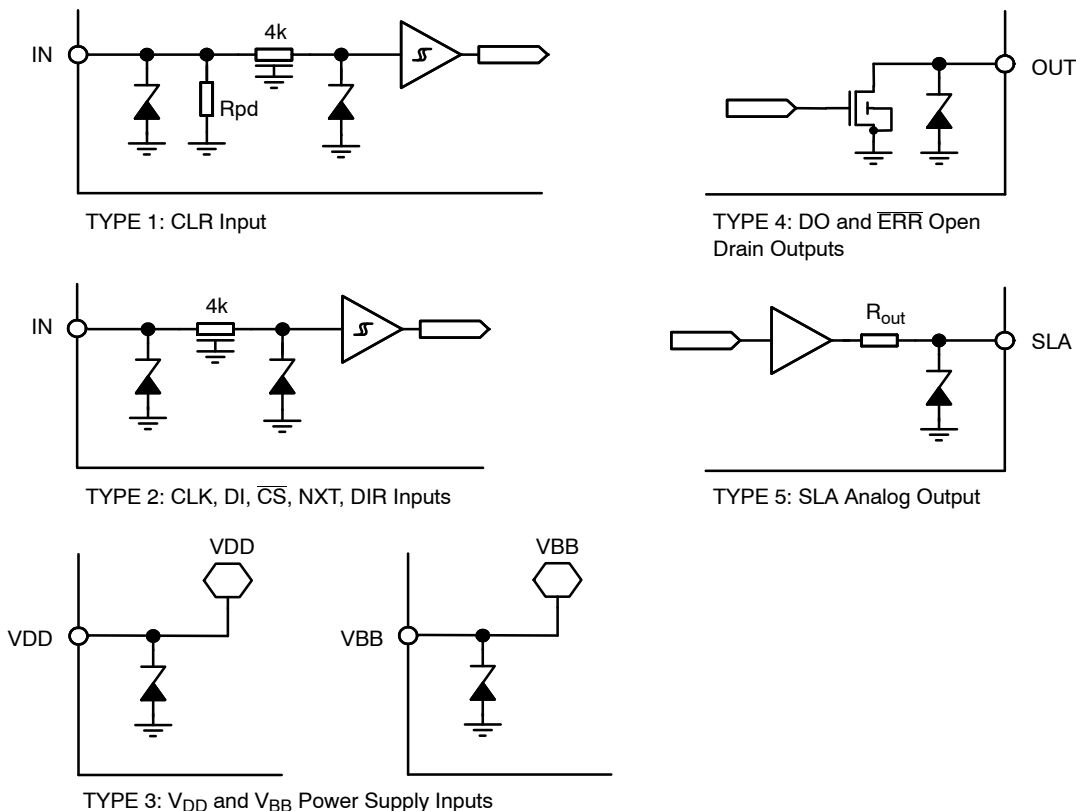 IN
4k
Rpd
TYPE 1: CLR Input
OUT
TYPE 4: DO and E̅R̅R̅ Open
Drain Outputs
IN
4k
TYPE 2: CLK, DI, C̅S̅, NXT, DIR Inputs
Rout
SLA
TYPE 5: SLA Analog Output
VDD
VDD
VBB
VBB
TYPE 3: VDD and VBB Power Supply Inputs